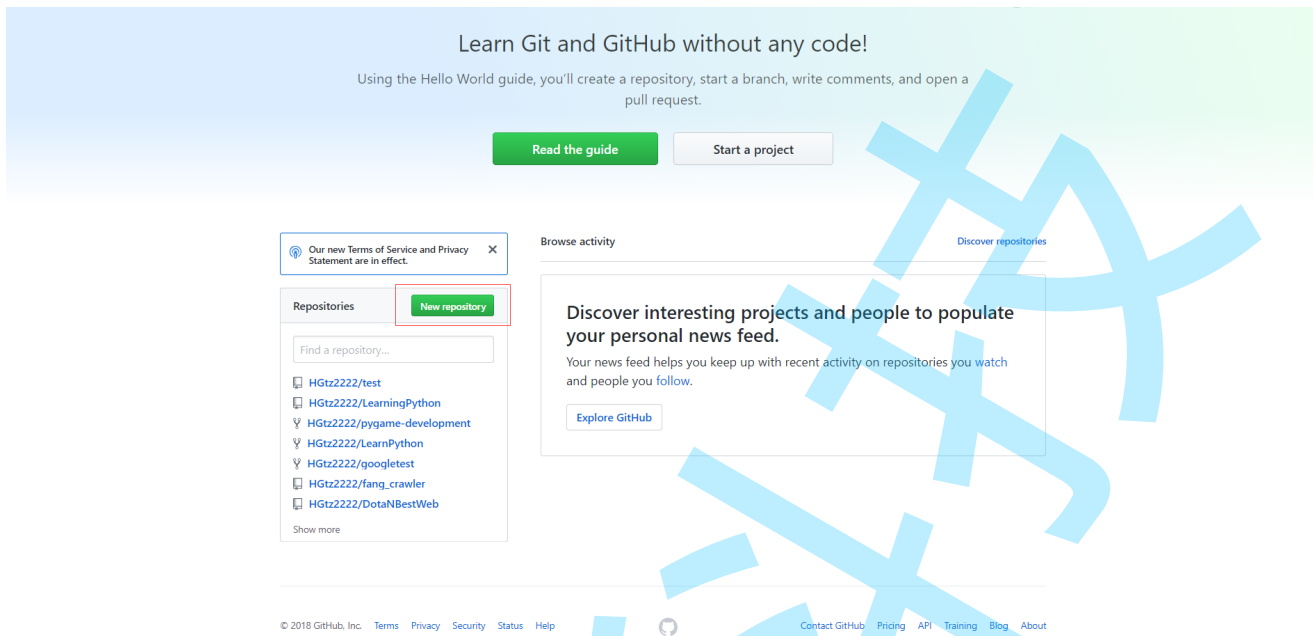 Learn Git and GitHub without any code!
Using the Hello World guide, you'll create a repository, start a branch, write comments, and open a
pull request.
Read the guide
Start a project
Our new Terms of Service and Privacy
Statement are in effect.
Repositories
New repository
Find a repository...
HGtz2222/test
HGtz2222/LearningPython
HGtz2222/pygame-development
HGtz2222/LearnPython
HGtz2222/googletest
HGtz2222/fang_crawler
HGtz2222/DotaNBestWeb
Show more
Browse activity
Discover repositories
Discover interesting projects and people to populate
your personal news feed.
Your news feed helps you keep up with recent activity on repositories you watch
and people you follow.
Explore GitHub
© 2018 GitHub, Inc. Terms Privacy Security Status Help
Contact GitHub Pricing API Training Blog About